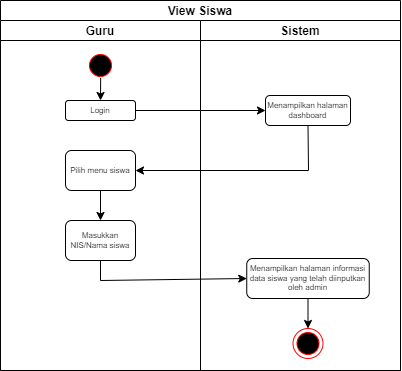 View Siswa
Guru
Sistem
Login
Menampilkan halaman
dashboard
Pilih menu siswa
Masukkan
NIS/Nama siswa
Menampilkan halaman informasi
data siswa yang telah diinputkan
oleh admin